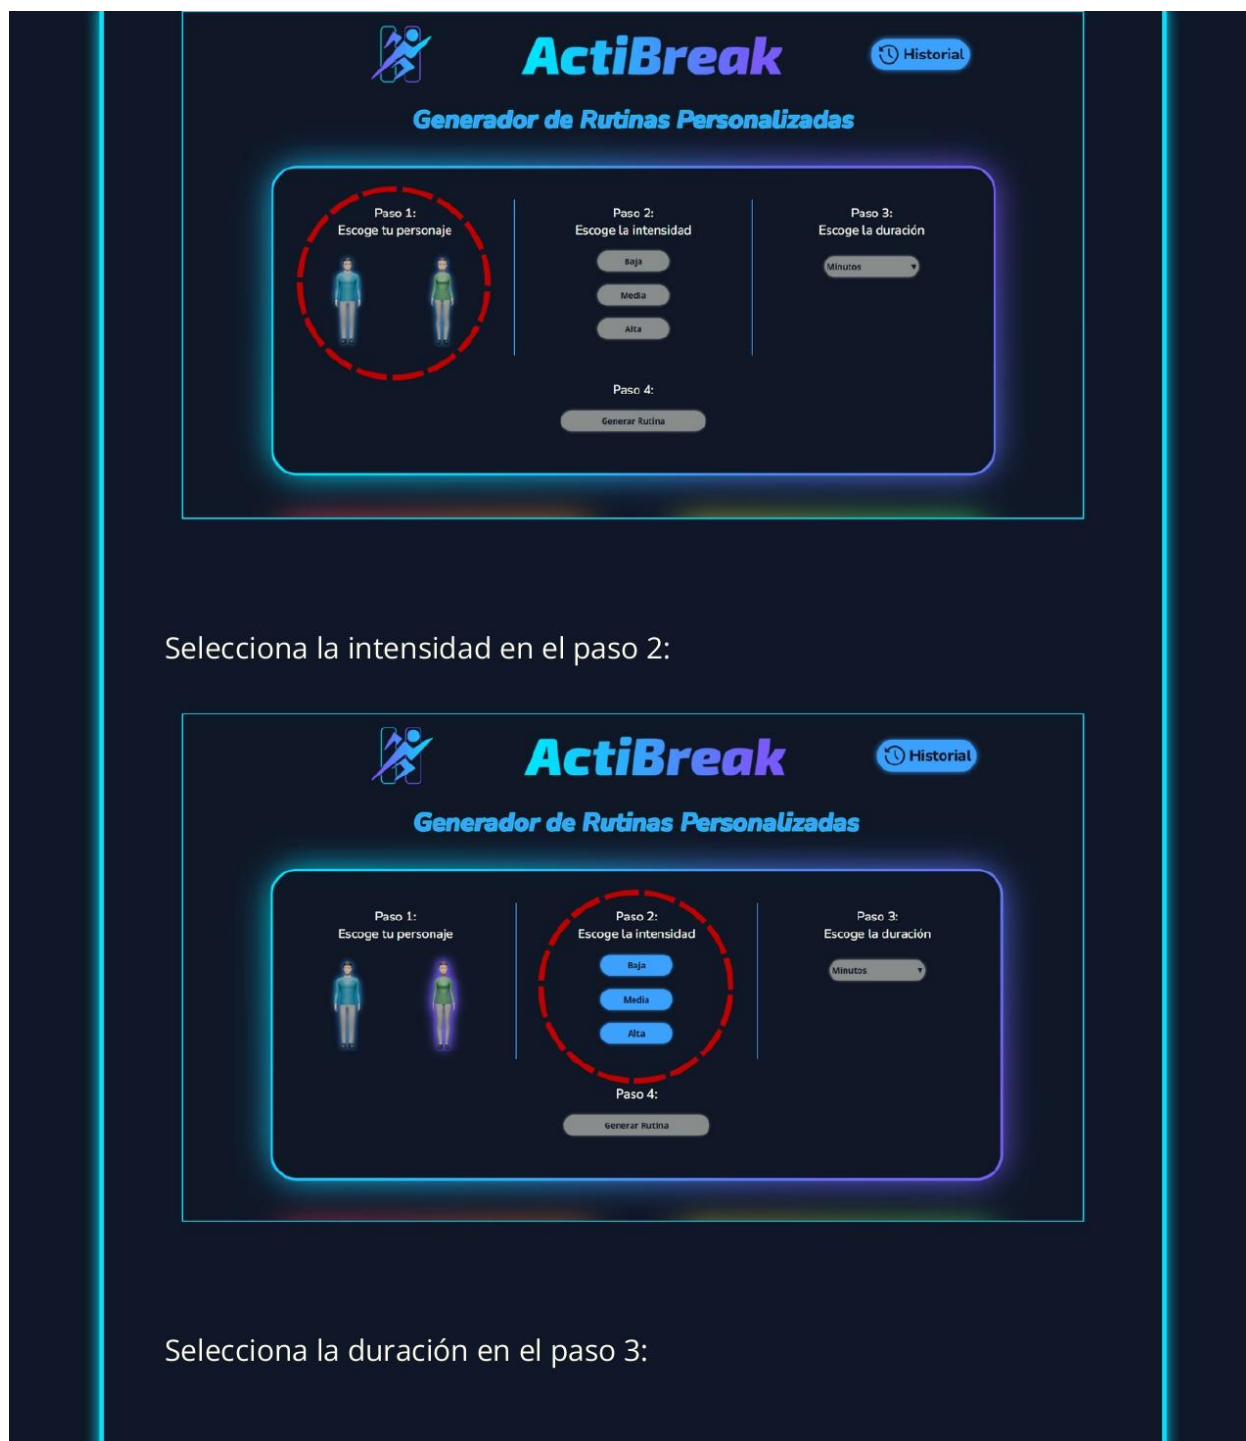 ActiBreak
Historial
Generador de Rutinas Personalizadas
Paso 1:
Escoge tu personaje
Paso 2:
Escoge la intensidad
Baja
Media
Alta
Paso 3:
Escoge la duración
Minutos
Paso 4:
Generar Rutina
Selecciona la intensidad en el paso 2:
ActiBreak
Historial
Generador de Rutinas Personalizadas
Paso 1:
Escoge tu personaje
Paso 2:
Escoge la intensidad
Baja
Media
Alta
Paso 3:
Escoge la duración
Minutos
Paso 4:
Generar Rutina
Selecciona la duración en el paso 3: